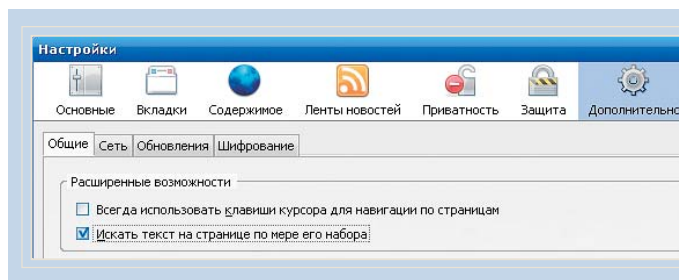 Настройки
Основные Вкладки Содержимое Ленты новостей Приватность Защита Дополнительно
Общие Сеть Обновления Шифрование
Расширенные возможности
Всегда использовать клавиши курсора для навигации по страницам
Искать текст на странице по мере его набора